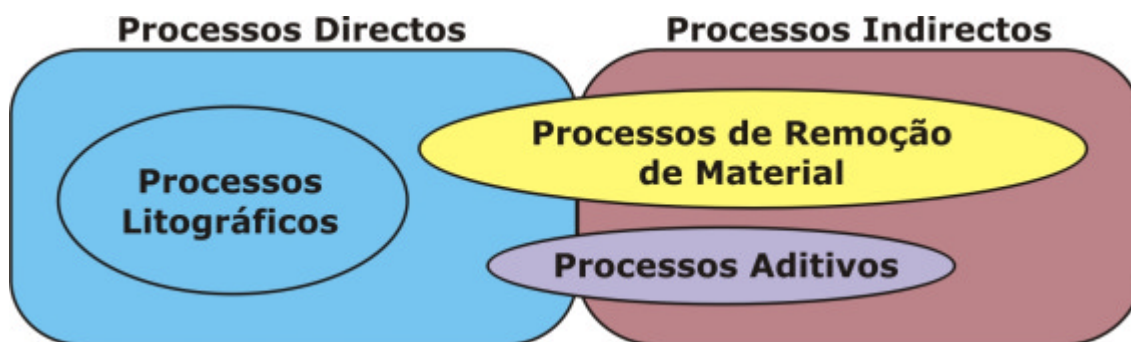 Processos Directos
Processos Indirectos
Processos
Litográficos
Processos de Remoção
de Material
Processos Aditivos